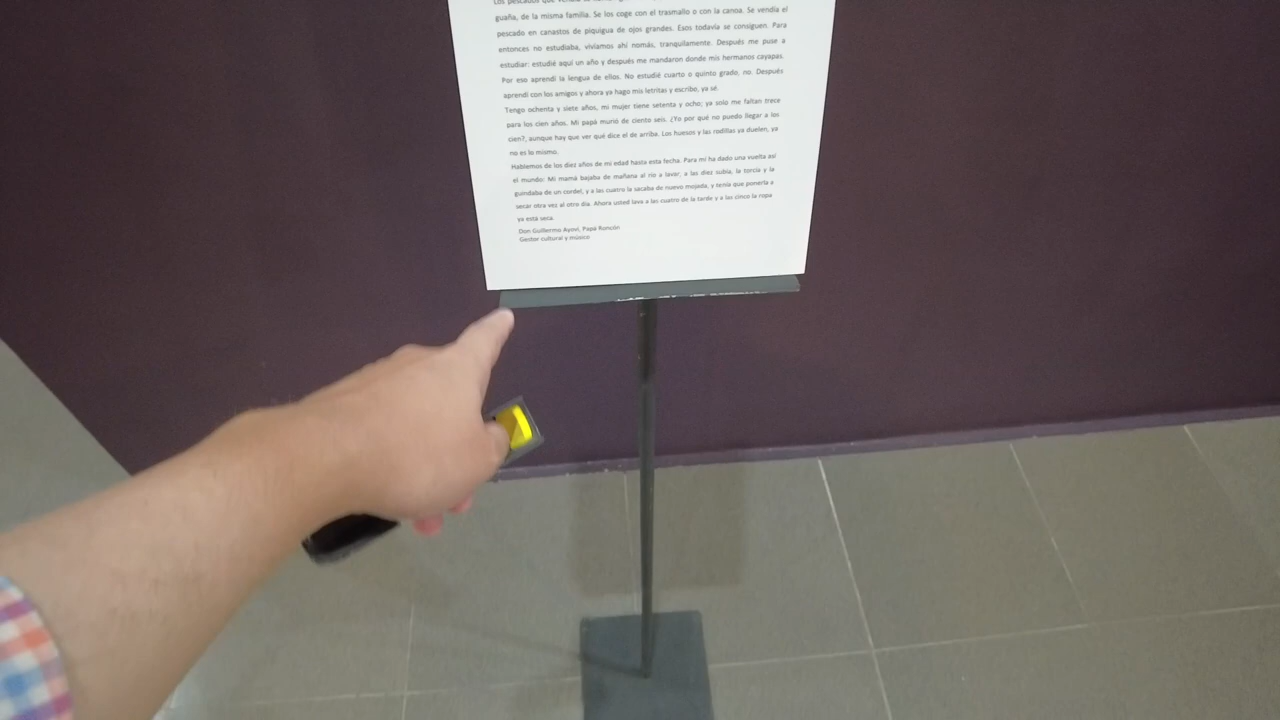 Los pescados que
guaña, de la misma familia. Se los coge con el trasmallo o con la canoa. Se vendía el
pescado en canastos de piquigua de ojos grandes. Esos todavía se consiguen. Para
entonces no estudiaba, vivíamos ahí nomás, tranquilamente. Después me puse a
estudiar: estudié aquí un año y después me mandaron donde mis hermanos cayapas.
Por eso aprendí la lengua de ellos. No estudié cuarto o quinto grado, no. Después
aprendí con los amigos y ahora ya hago mis letritas y escribo, ya sé.
Tengo ochenta y siete años, mi mujer tiene setenta y ocho; ya solo me faltan trece
para los cien años. Mi papá murió de ciento seis. ¿Yo por qué no puedo llegar a los
cien?, aunque hay que ver qué dice el de arriba. Los huesos y las rodillas ya duelen, ya
no es lo mismo.
Hablemos de los diez años de mi edad hasta esta fecha. Para mí ha dado una vuelta así
el mundo: Mi mamá bajaba de mañana al río a lavar, a las diez subía, la torcía y la
guindaba de un cordel, y a las cuatro la sacaba de nuevo mojada, y tenía que ponerla a
secar otra vez al otro día. Ahora usted lava a las cuatro de la tarde y a las cinco la ropa
ya está seca.
Don Guillermo Ayoví, Papá Roncón
Gestor cultural y músico